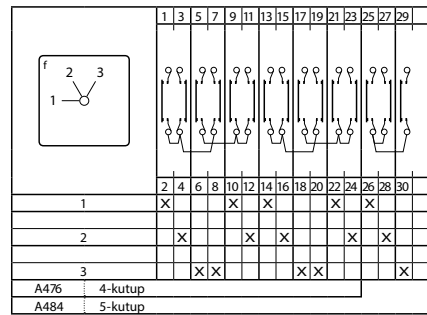 1 3 5 7 9 11 13 15 17 19 21 23 25 27 29
f
2 3
1
2 4 6 8 10 12 14 16 18 20 22 24 26 28 30
1 X X X X X
2 X X X X X
3 X X X X X
A476 4-kutup
A484 5-kutup